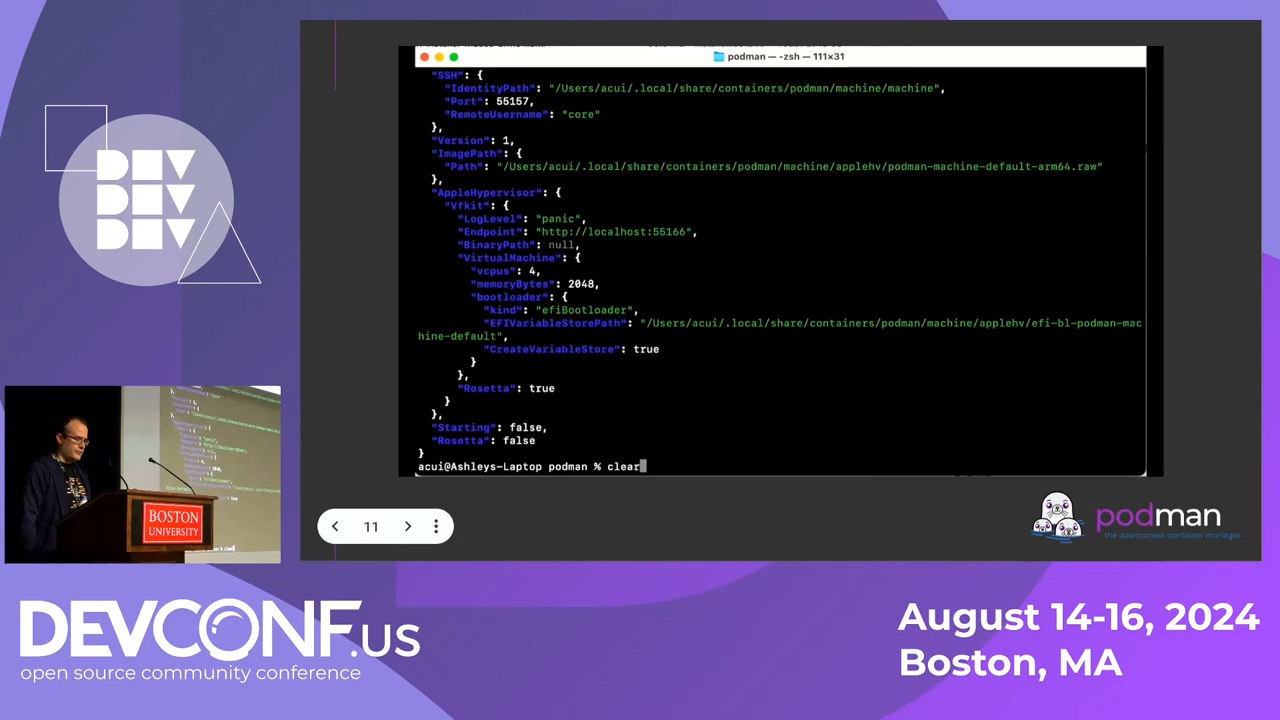 podman — -zsh — 111×31
"SSH": {
"IdentityPath": "/Users/acui/.local/share/containers/podman/machine/machine",
"Port": 55157,
"RemoteUsername": "core"
},
"Version": 1,
"ImagePath": {
"Path": "/Users/acui/.local/share/containers/podman/machine/applehv/podman-machine-default-arm64.raw"
},
"AppleHypervisor": {
"Vfkit": {
"LogLevel": "panic",
"Endpoint": "http://localhost:55166",
"BinaryPath": null,
"VirtualMachine": {
"vcpus": 4,
"memoryBytes": 2048,
"bootloader": {
"kind": "efiBootloader",
"EFIVariableStorePath": "/Users/acui/.local/share/containers/podman/machine/applehv/efi-bl-podman-mac
hine-default",
"CreateVariableStore": true
}
},
"Rosetta": true
}
},
"Starting": false,
"Rosetta": false
}
acui@Ashleys-Laptop podman % clear
DEV
DEV
DEV
BOSTON
UNIVERSITY
11
podman
the daemonless container manager
DEVCONF.US
open source community conference
August 14-16, 2024
Boston, MA